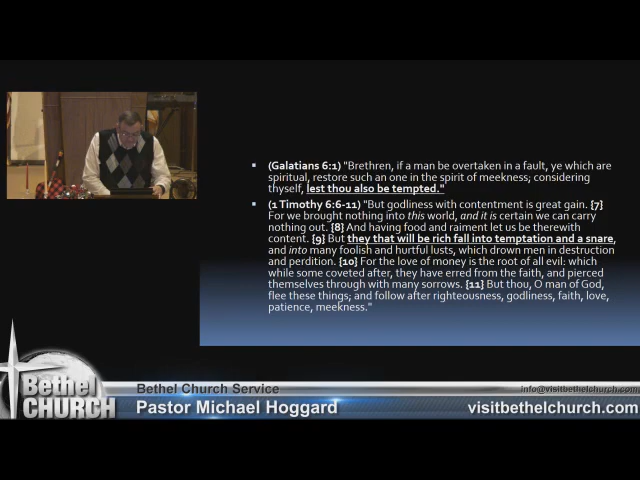 (Galatians 6:1) "Brethren, if a man be overtaken in a fault, ye which are
spiritual, restore such an one in the spirit of meekness; considering
thyself, lest thou also be tempted."
(1 Timothy 6:6-11) "But godliness with contentment is great gain. {7}
For we brought nothing into this world, and it is certain we can carry
nothing out. {8} And having food and raiment let us be therewith
content. {9} But they that will be rich fall into temptation and a snare,
and into many foolish and hurtful lusts, which drown men in destruction
and perdition. {10} For the love of money is the root of all evil: which
while some coveted after, they have erred from the faith, and pierced
themselves through with many sorrows. {11} But thou, O man of God,
flee these things; and follow after righteousness, godliness, faith, love,
patience, meekness."
Bethel
CHURCH
Bethel Church Service
info@visitbethelchurch.com
Pastor Michael Hoggard
visitbethelchurch.com